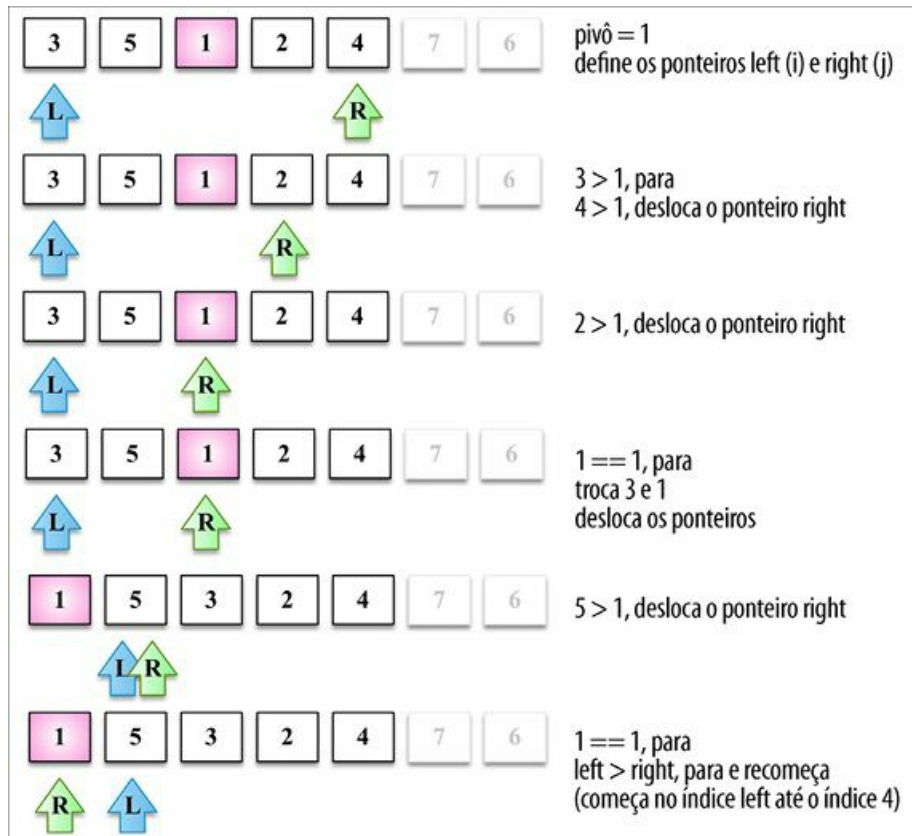 3 5 1 2 4 7 6
pivô = 1
define os ponteiros left (i) e right (j)
L R
3 5 1 2 4 7 6
3 > 1, para
4 > 1, desloca o ponteiro right
L R
3 5 1 2 4 7 6
2 > 1, desloca o ponteiro right
L R
3 5 1 2 4 7 6
1 == 1, para
troca 3 e 1
desloca os ponteiros
L R
1 5 3 2 4 7 6
5 > 1, desloca o ponteiro right
L R
1 5 3 2 4 7 6
1 == 1, para
left > right, para e recomeça
(começa no índice left até o índice 4)
R L